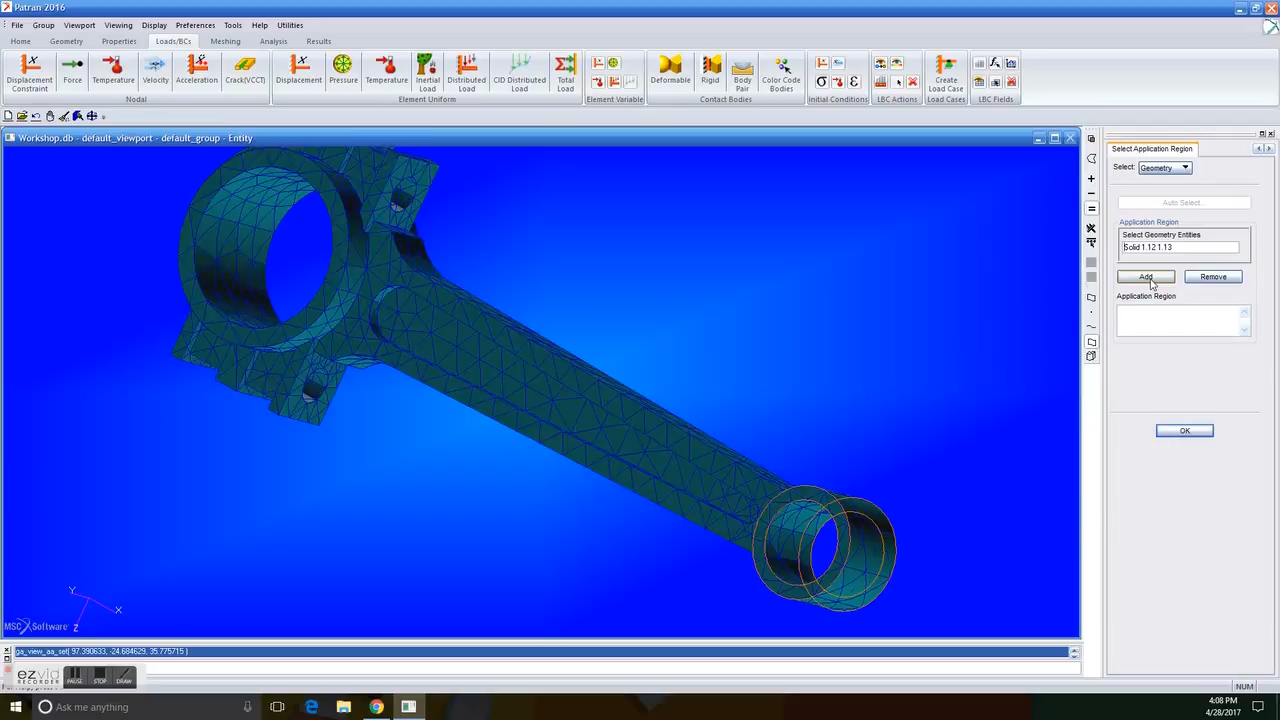 Patran 2016
File Group Viewport Viewing Display Preferences Tools Help Utilities
Home Geometry Properties Loads/BCs Meshing Analysis Results
Displacement Constraint Force Temperature Velocity Acceleration Crack(VCCT) Displacement Pressure Temperature Inertial Load Distributed Load CID Distributed Load Total Load Deformable Rigid Body Pair Color Code Bodies Create Load Case
Nodal Element Uniform Element Variable Contact Bodies Initial Conditions LBC Actions Load Cases LBC Fields
Workshop.db - default_viewport - default_group - Entity
Select Application Region
Select: Geometry
Auto Select...
Application Region
Select Geometry Entities
Solid 1.12 1.13
Add Remove
Application Region
OK
Y
X
Z
MSC Software
ga_view_aa_set( 97.390633, -24.684629, 35.775715 )
ezvid
RECORDER
PAUSE STOP DRAW
NUM
Ask me anything
4:08 PM
4/28/2017